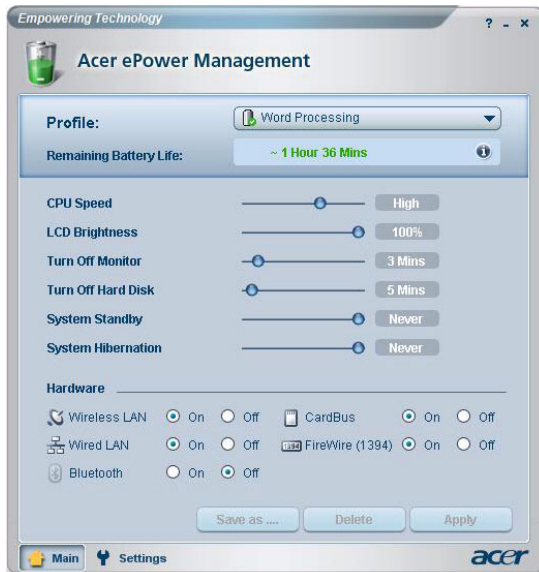 Empowering Technology
? - x
Acer ePower Management
Profile: Word Processing
Remaining Battery Life: ~ 1 Hour 36 Mins
CPU Speed High
LCD Brightness 100%
Turn Off Monitor 3 Mins
Turn Off Hard Disk 5 Mins
System Standby Never
System Hibernation Never
Hardware
Wireless LAN On Off CardBus On Off
Wired LAN On Off 1394 FireWire (1394) On Off
Bluetooth On Off
Save as .... Delete Apply
Main Settings acer